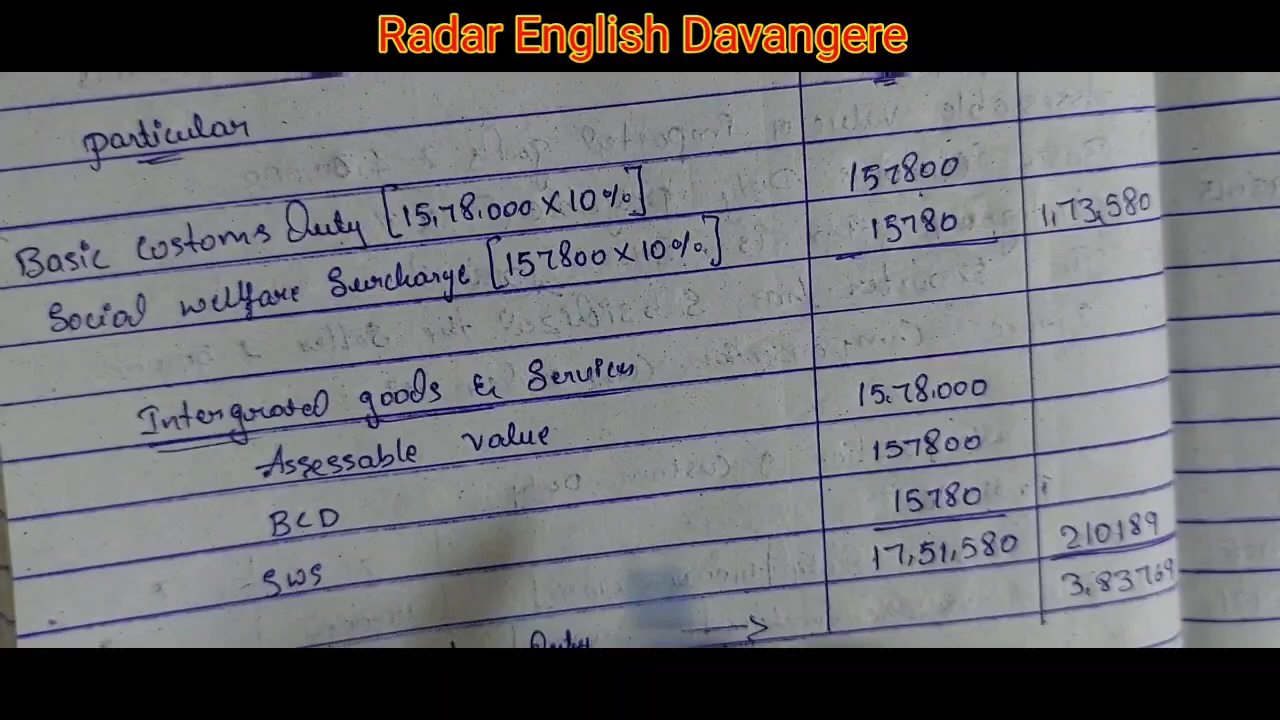 Radar English Davangere
particular
Basic Costoms Duty [15,78,000 X 10%] 157800
Social welfare Surcharge [157800 X 10%] 15780 1,73,580
Intergrated goods & Services
Assessable value 15,78,000
BCD 157800
SWS 15780
17,51,580 210189
3,83769
Duty →